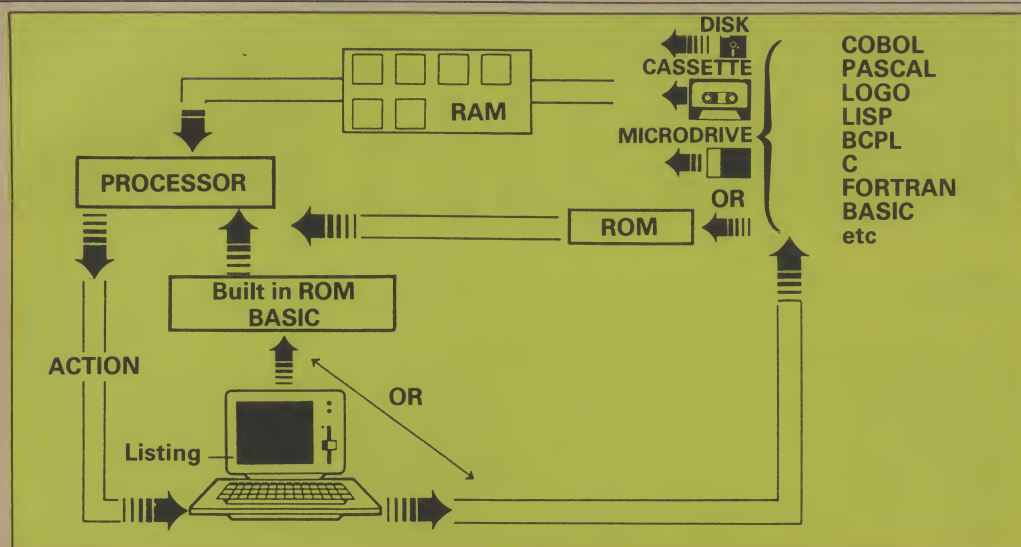 DISK
CASSETTE
RAM
MICRODRIVE
OR
PROCESSOR
ROM
Built in ROM
BASIC
ACTION
OR
Listing
COBOL
PASCAL
LOGO
LISP
BCPL
C
FORTRAN
BASIC
etc